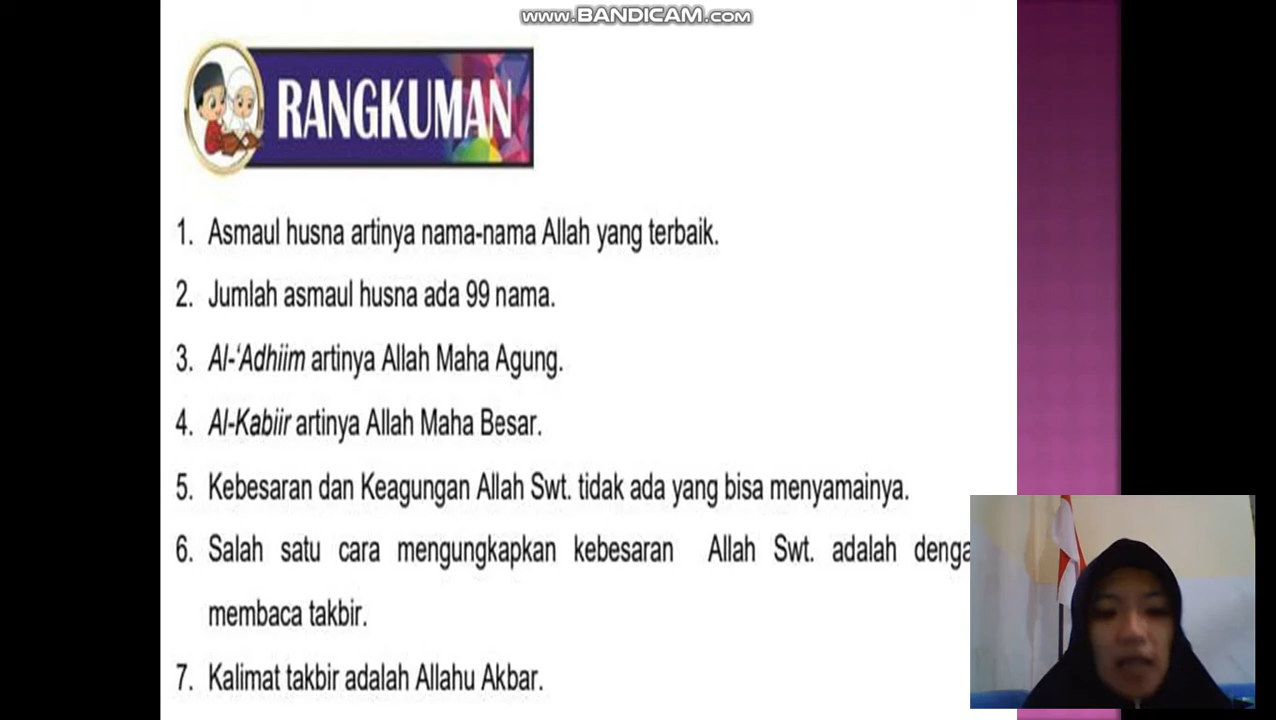 www.BANDICAM.com
RANGKUMAN
1. Asmaul husna artinya nama-nama Allah yang terbaik.
2. Jumlah asmaul husna ada 99 nama.
3. Al-‘Adhiim artinya Allah Maha Agung.
4. Al-Kabiir artinya Allah Maha Besar.
5. Kebesaran dan Keagungan Allah Swt. tidak ada yang bisa menyamainya.
6. Salah satu cara mengungkapkan kebesaran Allah Swt. adalah denga
membaca takbir.
7. Kalimat takbir adalah Allahu Akbar.